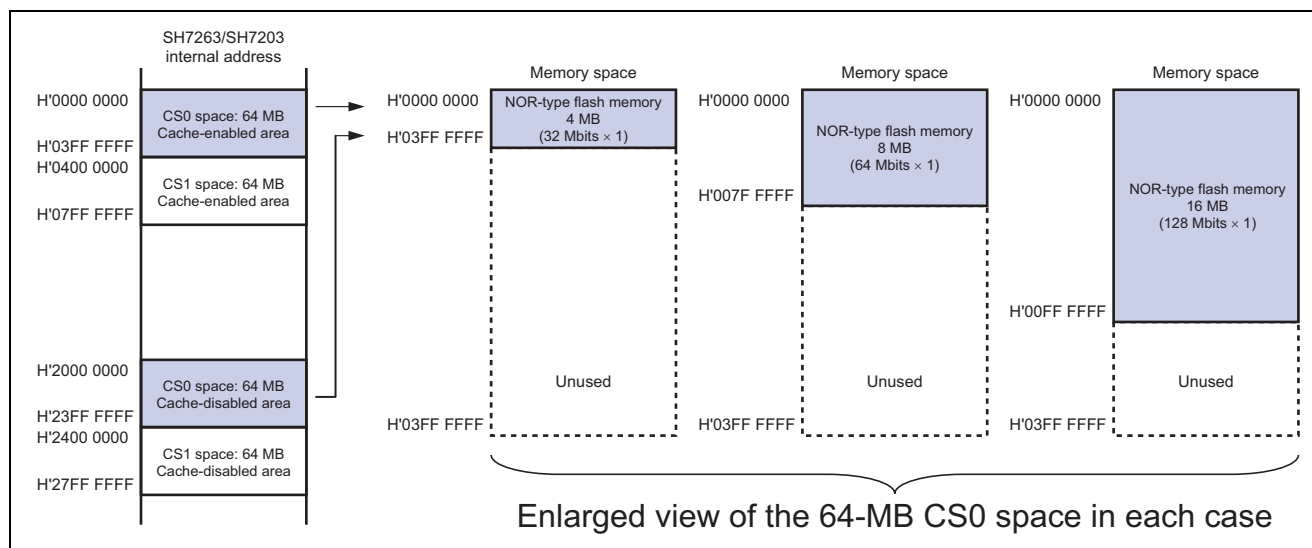 SH7263/SH7203
internal address
H'0000 0000
CS0 space: 64 MB
Cache-enabled area
H'03FF FFFF
H'0400 0000
CS1 space: 64 MB
Cache-enabled area
H'07FF FFFF
H'2000 0000
CS0 space: 64 MB
Cache-disabled area
H'23FF FFFF
H'2400 0000
CS1 space: 64 MB
Cache-disabled area
H'27FF FFFF
Memory space
H'0000 0000
NOR-type flash memory
4 MB
(32 Mbits × 1)
H'03FF FFFF
Unused
H'03FF FFFF
Memory space
H'0000 0000
NOR-type flash memory
8 MB
(64 Mbits × 1)
H'007F FFFF
Unused
H'03FF FFFF
Memory space
H'0000 0000
NOR-type flash memory
16 MB
(128 Mbits × 1)
H'00FF FFFF
Unused
H'03FF FFFF
Enlarged view of the 64-MB CS0 space in each case